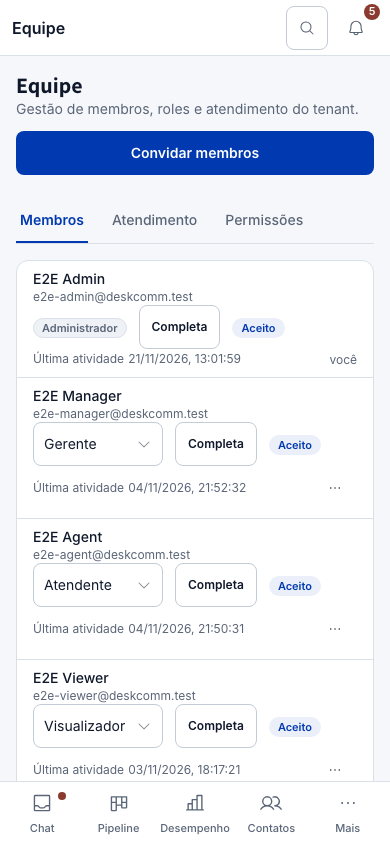 Equipe
5
Equipe
Gestão de membros, roles e atendimento do tenant.
Convidar membros
Membros Atendimento Permissões
E2E Admin
e2e-admin@deskcomm.test
Administrador Completa Aceito
Última atividade 21/11/2026, 13:01:59 você
E2E Manager
e2e-manager@deskcomm.test
Gerente Completa Aceito
Última atividade 04/11/2026, 21:52:32 ...
E2E Agent
e2e-agent@deskcomm.test
Atendente Completa Aceito
Última atividade 04/11/2026, 21:50:31 ...
E2E Viewer
e2e-viewer@deskcomm.test
Visualizador Completa Aceito
Última atividade 03/11/2026, 18:17:21 ...
Chat Pipeline Desempenho Contatos Mais